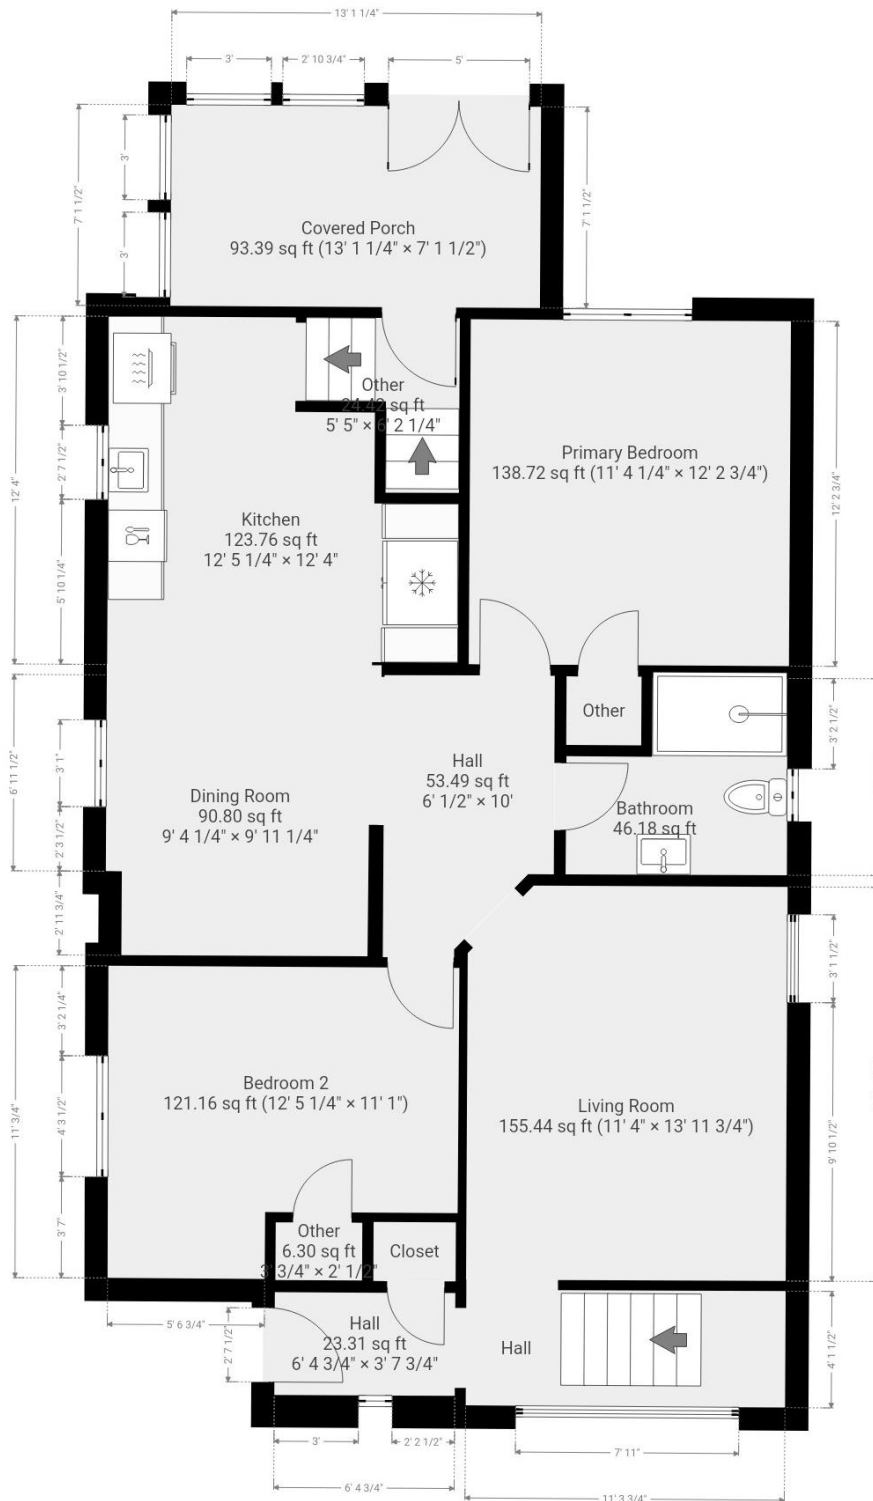 13' 1 1/4"
3'
2' 10 3/4"
5'
7' 1 1/2"
3'
3'
7' 1 1/2"
Covered Porch
93.39 sq ft (13' 1 1/4" × 7' 1 1/2")
12' 4"
3' 10 1/2"
2' 7 1/2"
5' 10 1/4"
Other
24.42 sq ft
5' 5" × 6' 2 1/4"
Primary Bedroom
138.72 sq ft (11' 4 1/4" × 12' 2 3/4")
12' 2 3/4"
Kitchen
123.76 sq ft
12' 5 1/4" × 12' 4"
6' 11 1/2"
3' 1"
2' 3 1/2"
2' 11 3/4"
Dining Room
90.80 sq ft
9' 4 1/4" × 9' 11 1/4"
Hall
53.49 sq ft
6' 1/2" × 10'
Other
Bathroom
46.18 sq ft
3' 2 1/2"
3' 1 1/2"
11' 3/4"
3' 2 1/4"
4' 3 1/2"
3' 7"
Bedroom 2
121.16 sq ft (12' 5 1/4" × 11' 1")
Living Room
155.44 sq ft (11' 4" × 13' 11 3/4")
9' 10 1/2"
Other
6.30 sq ft
3' 3/4" × 2' 1/2"
Closet
5' 6 3/4"
2' 7 1/2"
Hall
23.31 sq ft
6' 4 3/4" × 3' 7 3/4"
Hall
4' 1 1/2"
3'
2' 2 1/2"
7' 11"
6' 4 3/4"
11' 3 3/4"